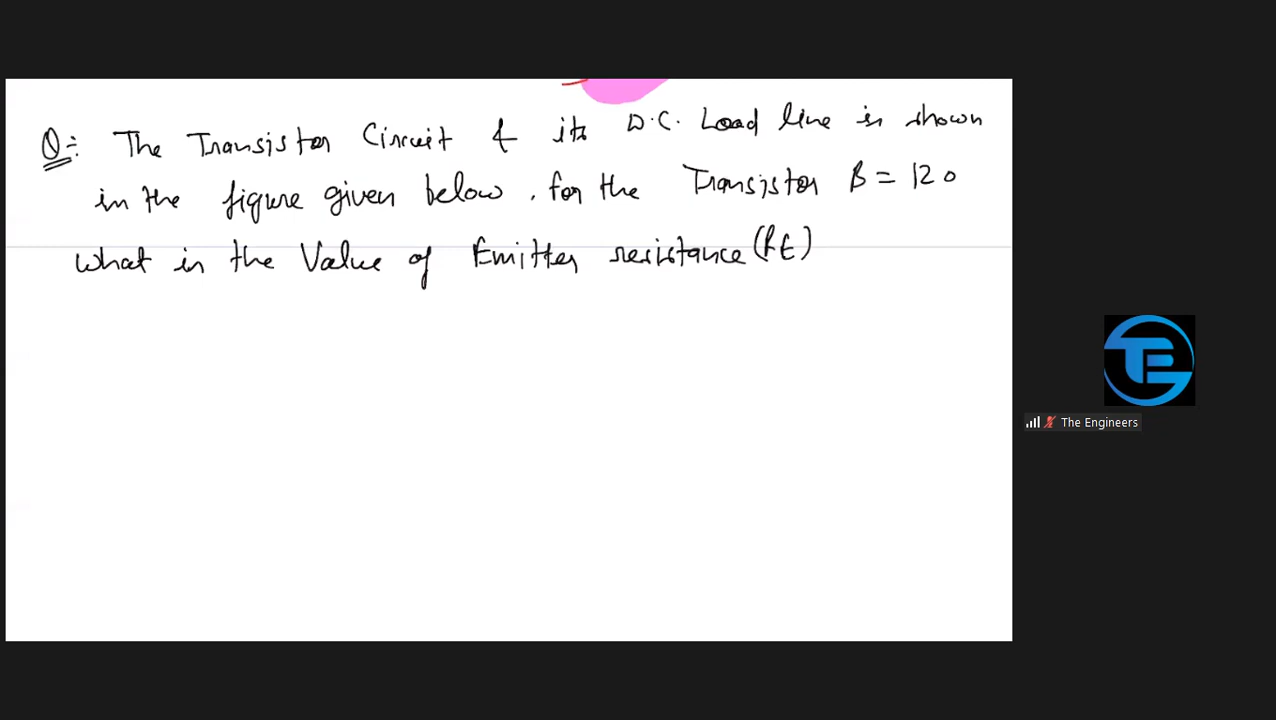 Q:- The Transistor Circuit & its D.C. Load line is shown
in the figure given below. for the Transistor β = 120
what is the Value of Emitter resistance (RE)
TE
The Engineers